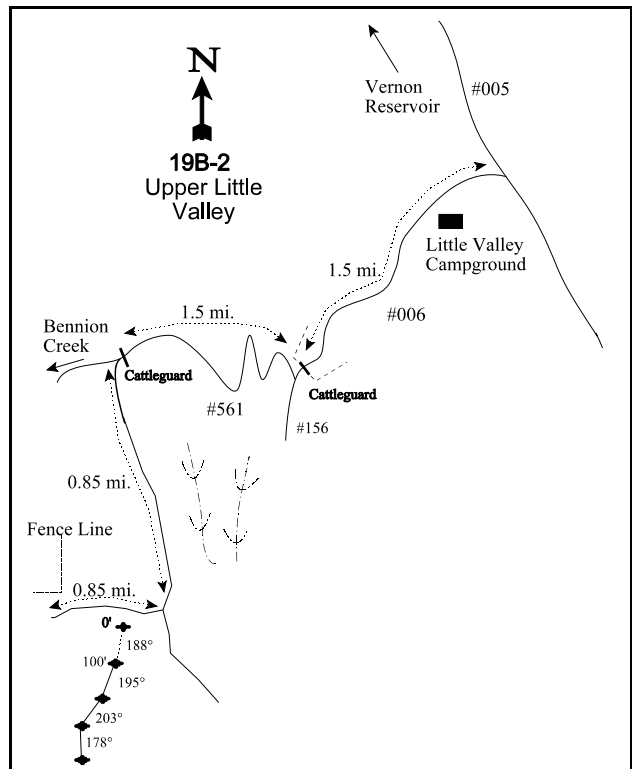 N
19B-2
Upper Little
Valley
Vernon
Reservoir
#005
Little Valley
Campground
1.5 mi.
#006
1.5 mi.
Bennion
Creek
Cattleguard
Cattleguard
#561
#156
0.85 mi.
Fence Line
0.85 mi.
0'
188°
100'
195°
203°
178°